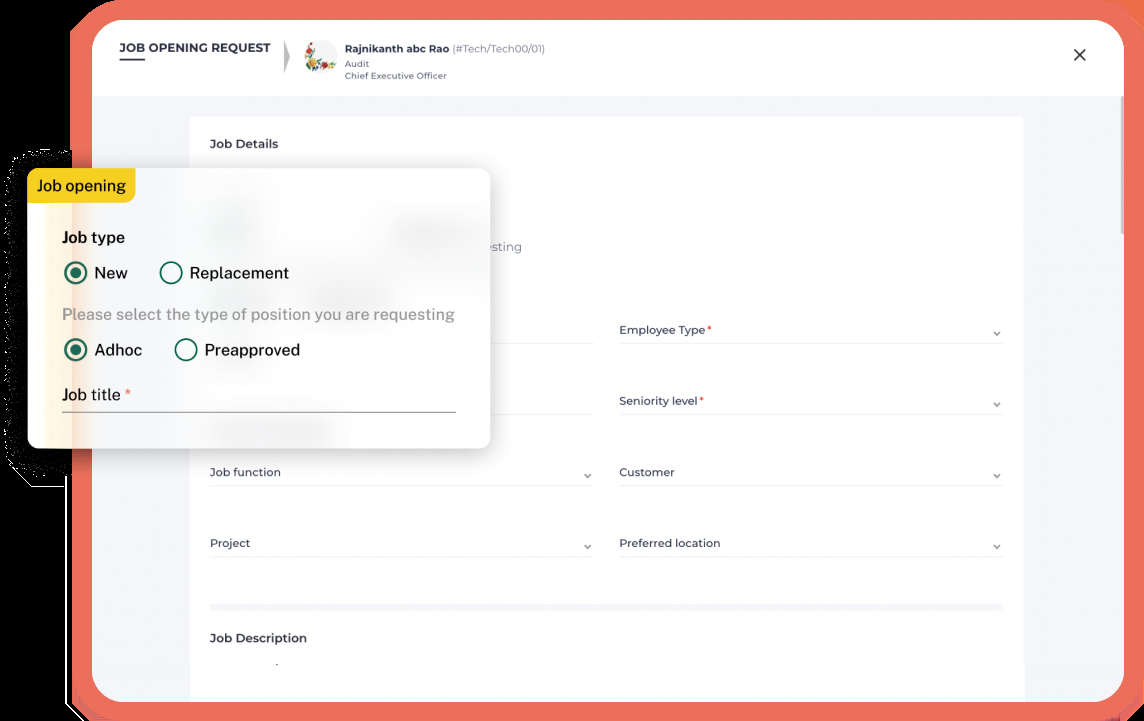 JOB OPENING REQUEST
Rajnikanth abc Rao (#Tech/Tech00/01)
Audit
Chief Executive Officer
Job Details
Job opening
Job type
New Replacement
Please select the type of position you are requesting
Adhoc Preapproved
Job title *
esting
Employee Type*
Seniority level*
Job function
Customer
Project
Preferred location
Job Description